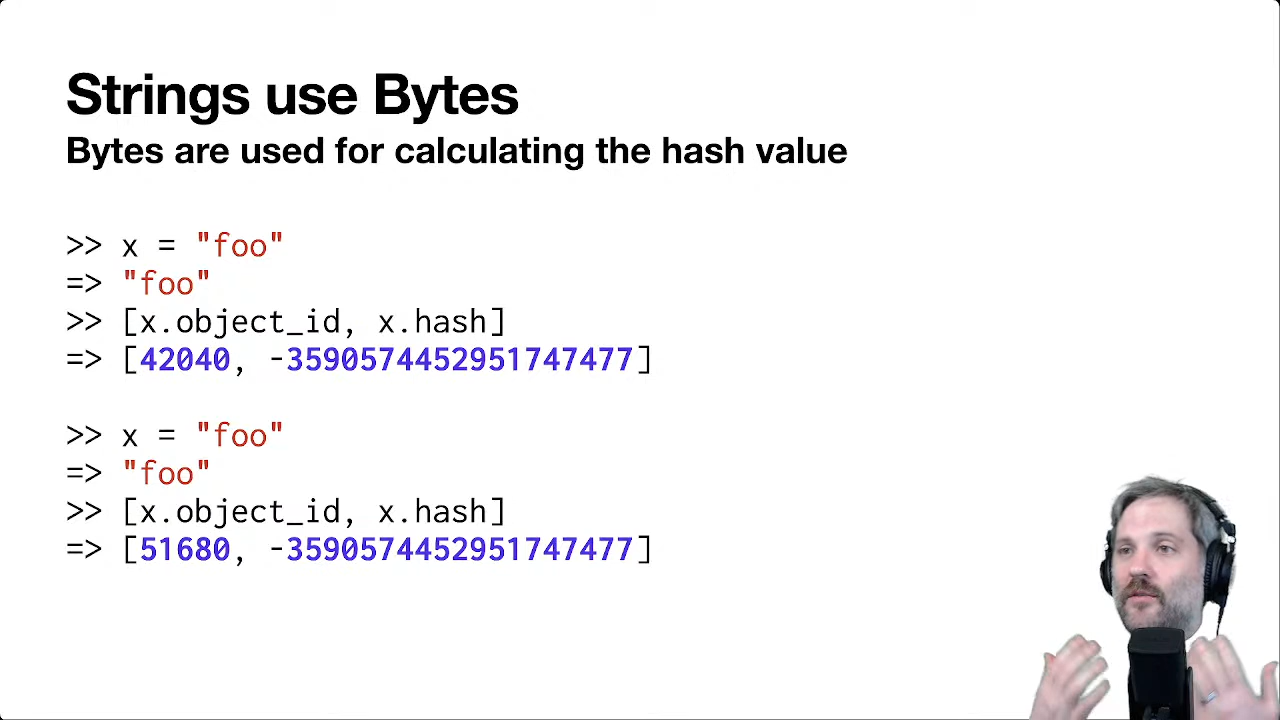 Strings use Bytes
Bytes are used for calculating the hash value
>> x = "foo"
=> "foo"
>> [x.object_id, x.hash]
=> [42040, -3590574452951747477]
>> x = "foo"
=> "foo"
>> [x.object_id, x.hash]
=> [51680, -3590574452951747477]